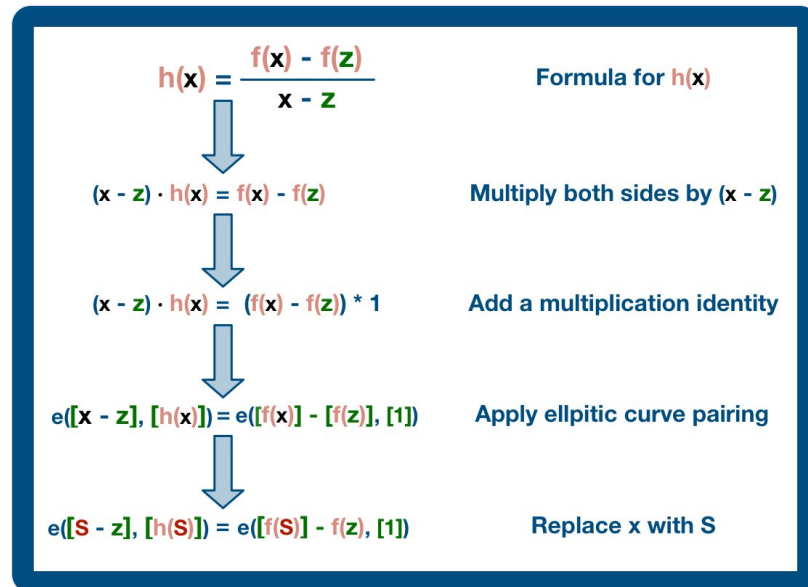 h(x) = f(x) - f(z) / x - z Formula for h(x)
(x - z) · h(x) = f(x) - f(z) Multiply both sides by (x - z)
(x - z) · h(x) = (f(x) - f(z)) * 1 Add a multiplication identity
e([x - z], [h(x)]) = e([f(x)] - [f(z)], [1]) Apply ellpitic curve pairing
e([S - z], [h(S)]) = e([f(S)] - f(z), [1]) Replace x with S